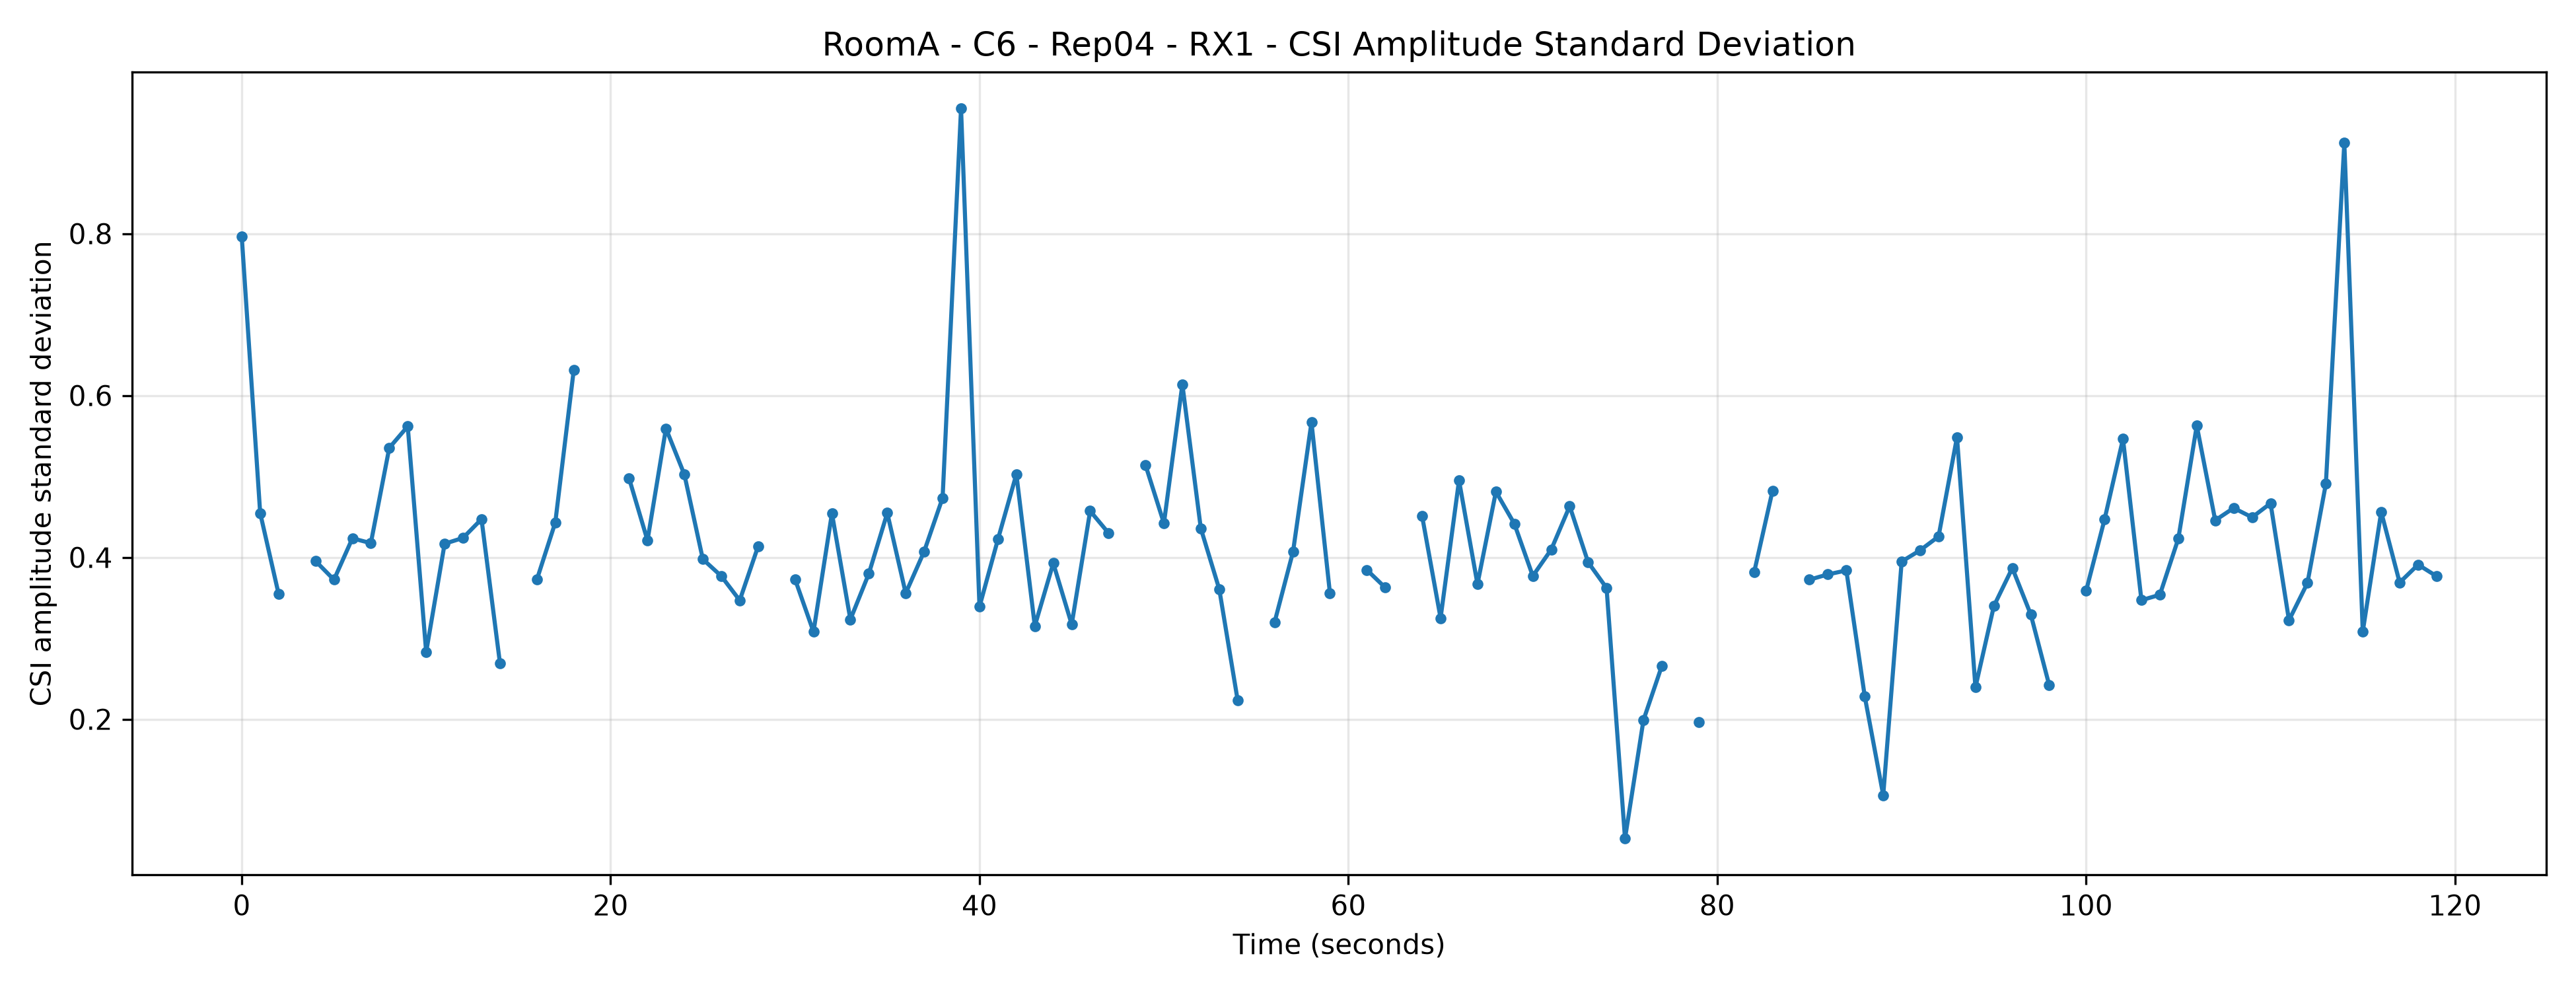 RoomA - C6 - Rep04 - RX1 - CSI Amplitude Standard Deviation
CSI amplitude standard deviation
0.8
0.6
0.4
0.2
0 20 40 60 80 100 120
Time (seconds)